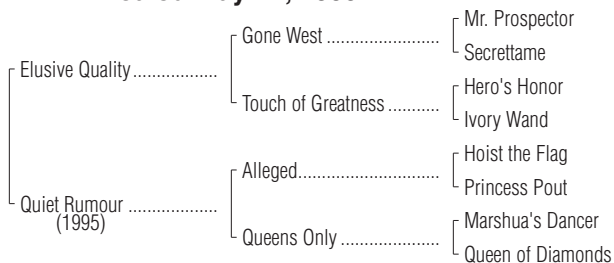 Mr. Prospector
Gone West
Secrettame
Elusive Quality
Hero's Honor
Touch of Greatness
Ivory Wand
Hoist the Flag
Alleged
Princess Pout
Quiet Rumour
(1995)
Marshua's Dancer
Queens Only
Queen of Diamonds